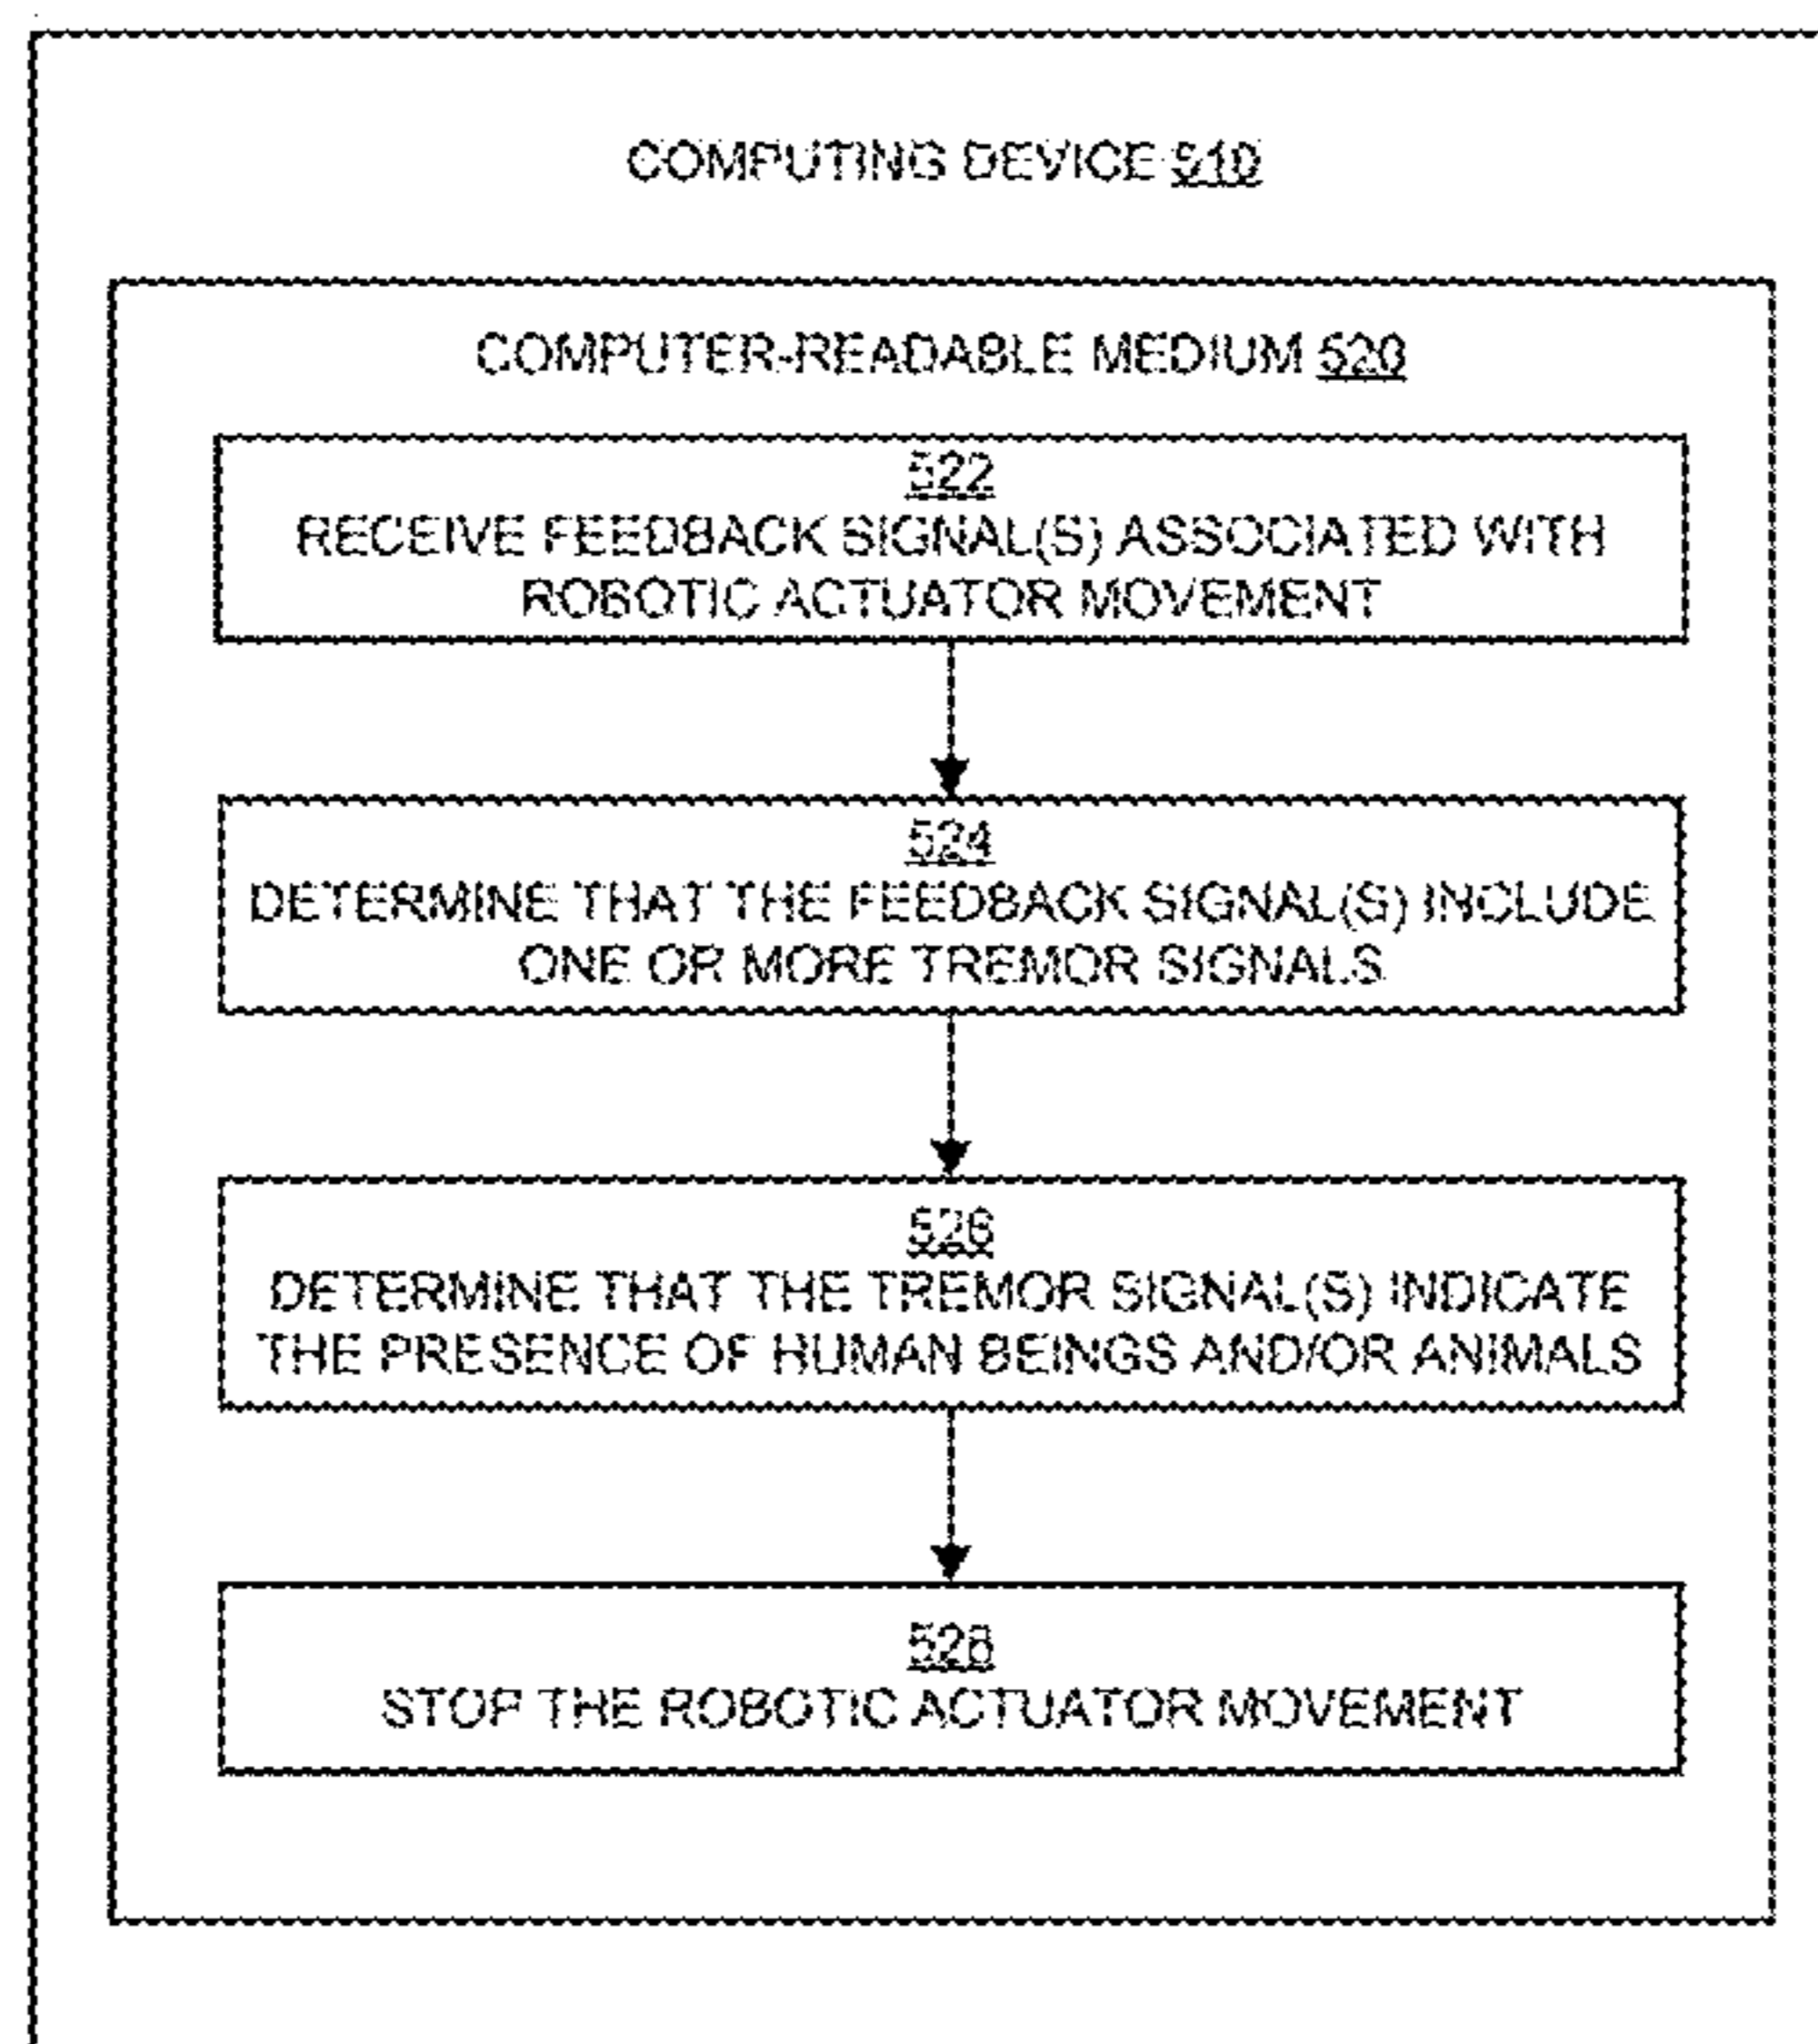 COMPUTING DEVICE 510
COMPUTER-READABLE MEDIUM 520
522
RECEIVE FEEDBACK SIGNAL(S) ASSOCIATED WITH
ROBOTIC ACTUATOR MOVEMENT
524
DETERMINE THAT THE FEEDBACK SIGNAL(S) INCLUDE
ONE OR MORE TREMOR SIGNALS
526
DETERMINE THAT THE TREMOR SIGNAL(S) INDICATE
THE PRESENCE OF HUMAN BEINGS AND/OR ANIMALS
528
STOP THE ROBOTIC ACTUATOR MOVEMENT